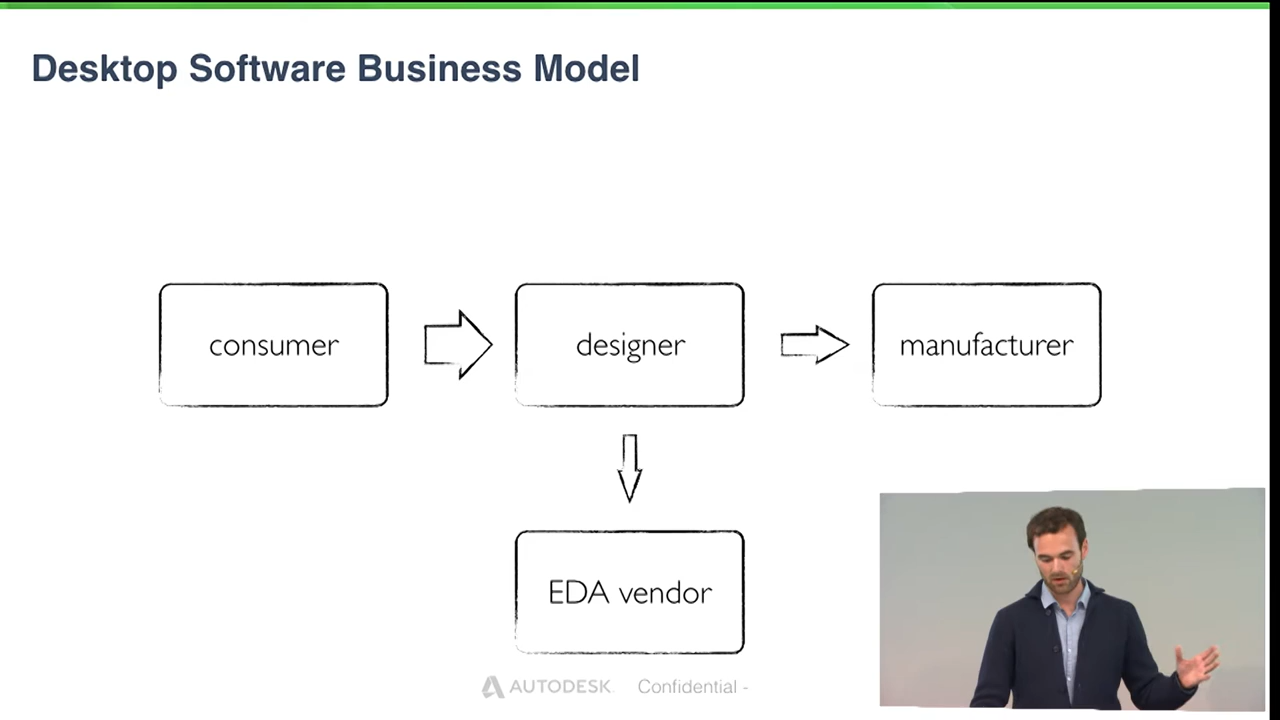 Desktop Software Business Model
consumer
designer
manufacturer
EDA vendor
AUTODESK. Confidential -